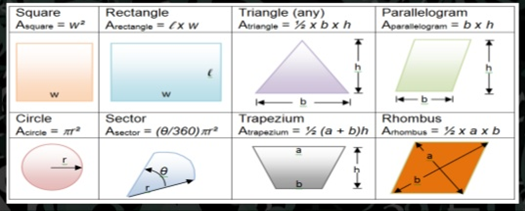 Square
Asquare = w²
Rectangle
Arectangle = ℓ x w
Triangle (any)
Atriangle = ½ x b x h
Parallelogram
Aparallelogram = b x h
w
ℓ
w
h
b
h
b
Circle
Acircle = πr²
Sector
Asector = (θ/360) πr²
Trapezium
Atrapezium = ½ (a + b)h
Rhombus
Arhombus = ½ x a x b
r
θ
r
a
b
h
a
b